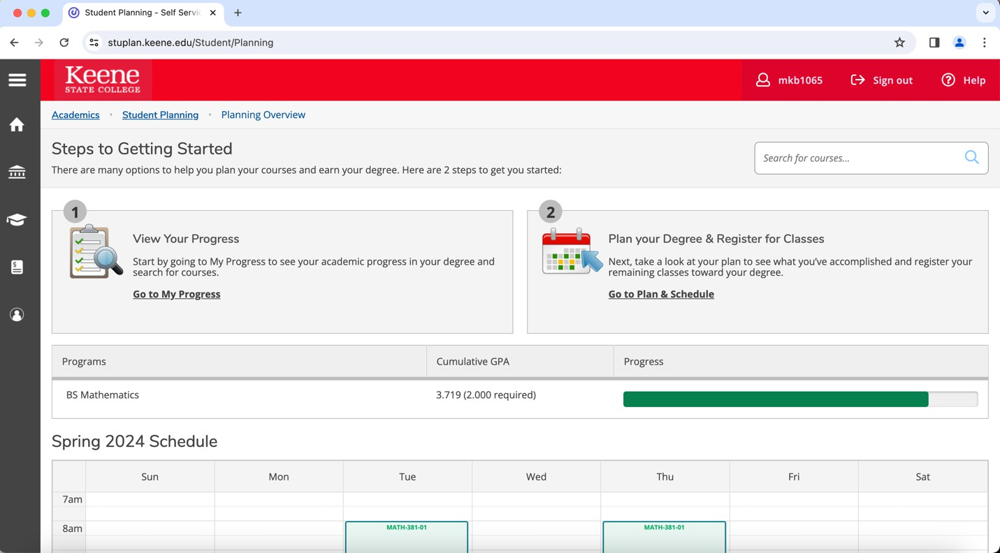 Student Planning - Self Servic
stuplan.keene.edu/Student/Planning
Keene
STATE COLLEGE
mkb1065
Sign out
Help
Academics • Student Planning • Planning Overview
Steps to Getting Started
There are many options to help you plan your courses and earn your degree. Here are 2 steps to get you started:
Search for courses...
1
View Your Progress
Start by going to My Progress to see your academic progress in your degree and
search for courses.
Go to My Progress
2
Plan your Degree & Register for Classes
Next, take a look at your plan to see what you've accomplished and register your
remaining classes toward your degree.
Go to Plan & Schedule
Programs Cumulative GPA Progress
BS Mathematics 3.719 (2.000 required)
Spring 2024 Schedule
Sun Mon Tue Wed Thu Fri Sat
7am
8am MATH-381-01 MATH-381-01